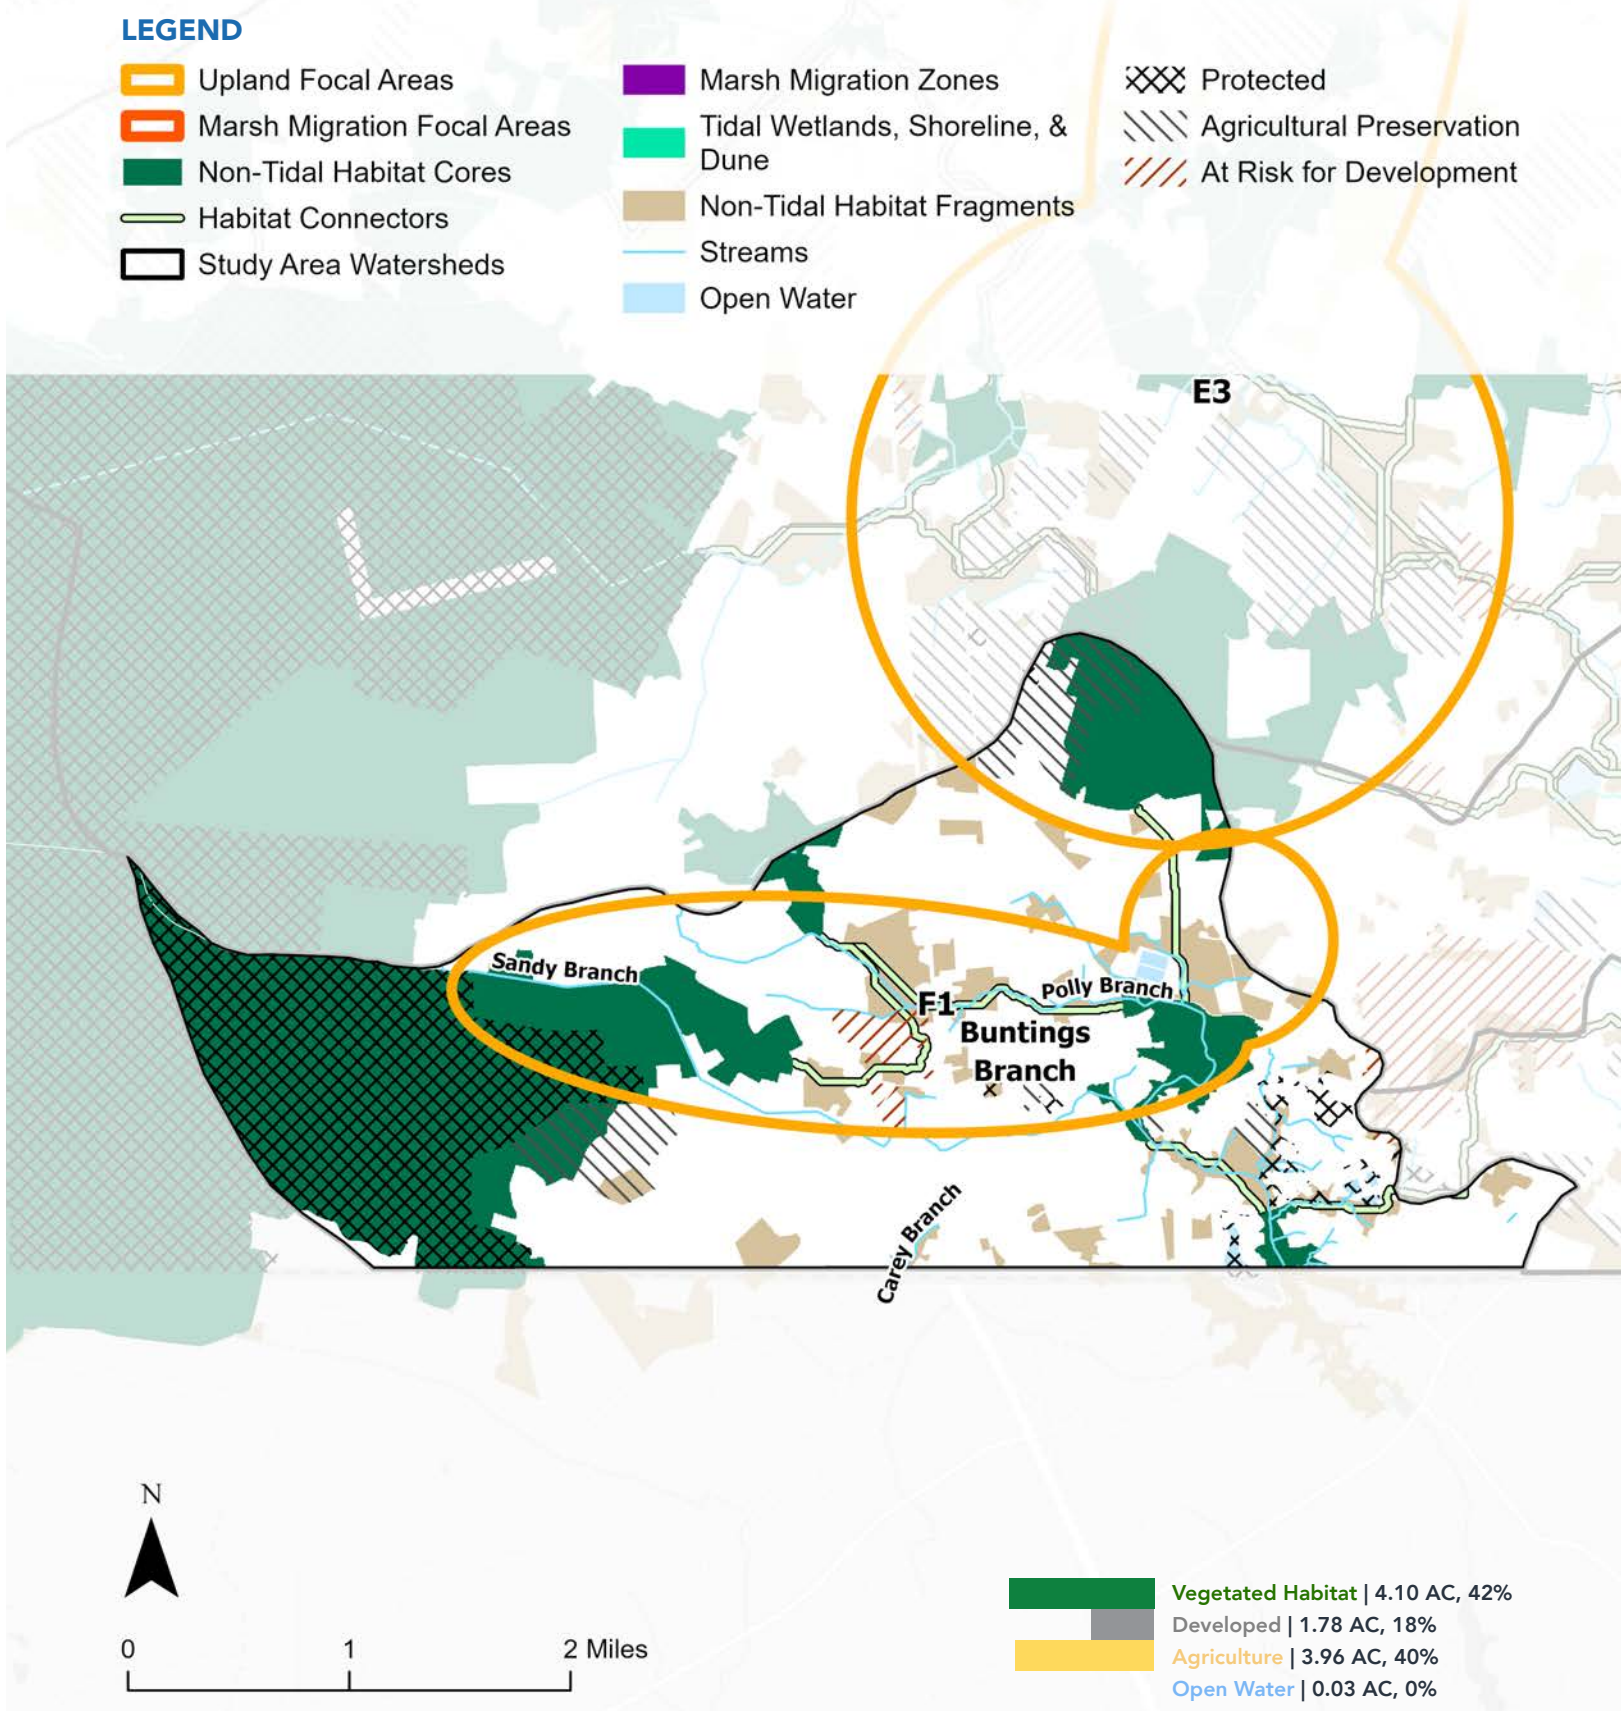 LEGEND
Upland Focal Areas
Marsh Migration Focal Areas
Non-Tidal Habitat Cores
Habitat Connectors
Study Area Watersheds
Marsh Migration Zones
Tidal Wetlands, Shoreline, &
Dune
Non-Tidal Habitat Fragments
Streams
Open Water
Protected
Agricultural Preservation
At Risk for Development
E3
Sandy Branch
Polly Branch
F1
Buntings
Branch
Carey Branch
N
0 1 2 Miles
Vegetated Habitat | 4.10 AC, 42%
Developed | 1.78 AC, 18%
Agriculture | 3.96 AC, 40%
Open Water | 0.03 AC, 0%